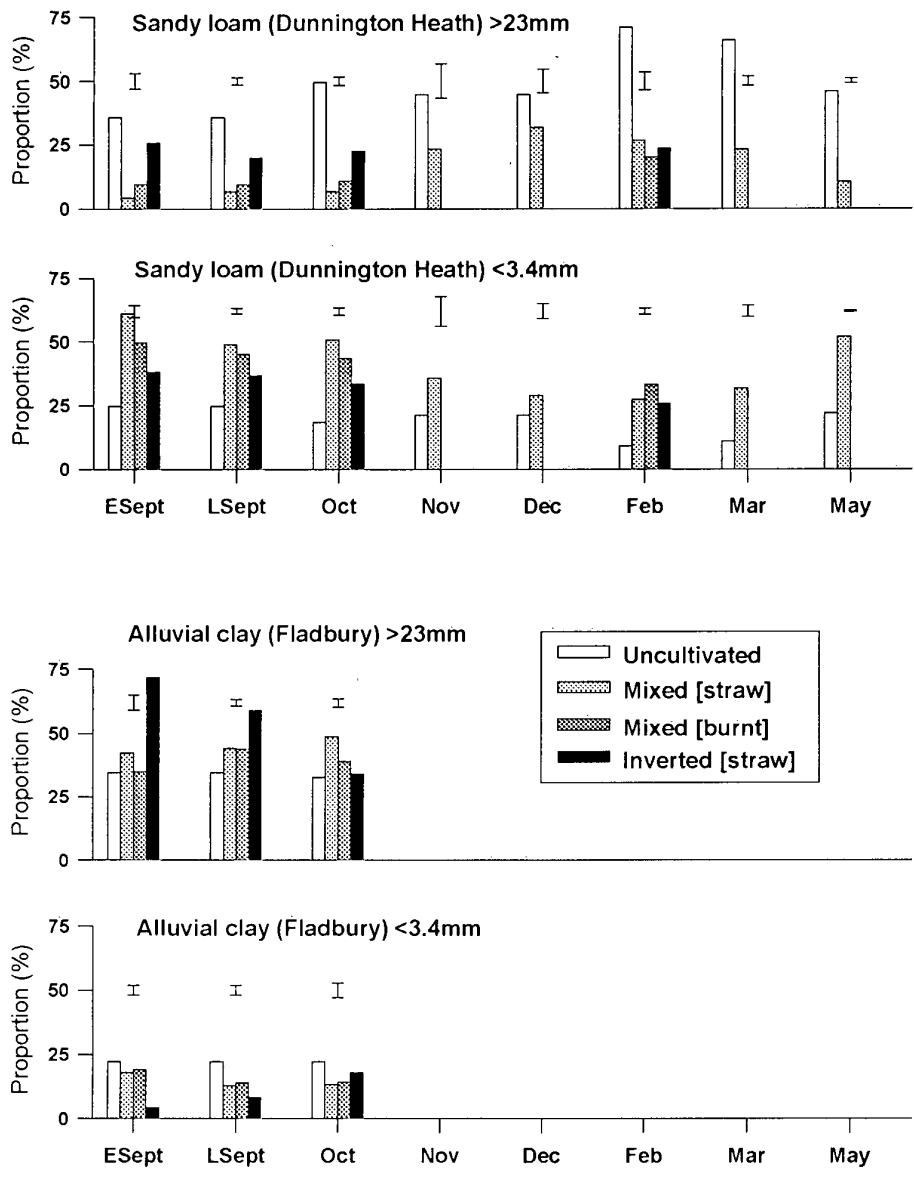 Sandy loam (Dunnington Heath) >23mm
Proportion (%)
75
50
25
0
Sandy loam (Dunnington Heath) <3.4mm
Proportion (%)
75
50
25
0
ESept LSept Oct Nov Dec Feb Mar May
Alluvial clay (Fladbury) >23mm
Proportion (%)
75
50
25
0
Uncultivated
Mixed [straw]
Mixed [burnt]
Inverted [straw]
Alluvial clay (Fladbury) <3.4mm
Proportion (%)
75
50
25
0
ESept LSept Oct Nov Dec Feb Mar May